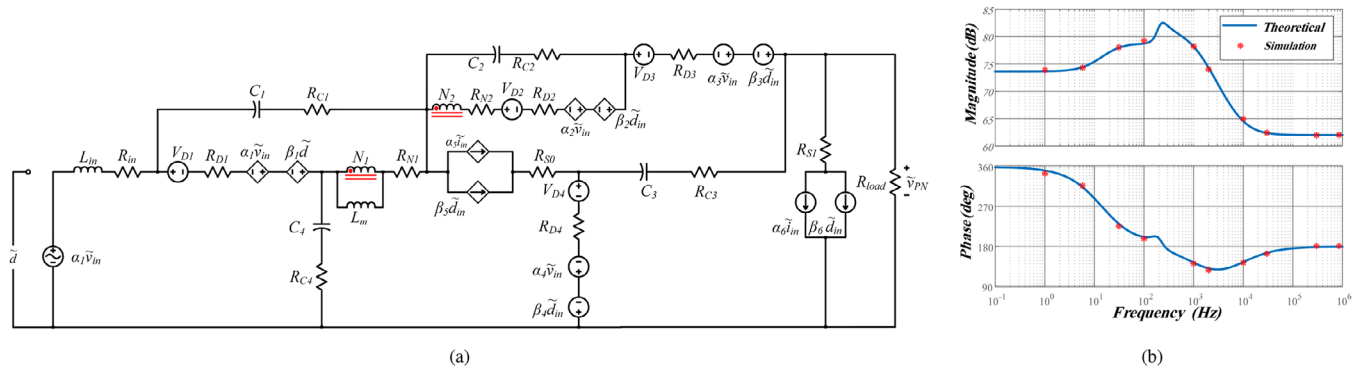 C2
RC2
VD3
RD3
α3ṽin
β3d̃in
C1
RC1
N2
RN2
VD2
RD2
α2ṽin
β2d̃in
Lin
Rin
VD1
RD1
α1ṽin
β1d̃
N1
RN1
Lm
α5ĩin
β5d̃in
RS0
VD4
C3
RC3
RS1
Rload
+
ṽPN
-
d̃
α1ṽin
C4
RC4
RD4
α4ṽin
β4d̃in
α6ĩin
β6 d̃in
(a)
Magnitude (dB)
85
80
75
70
65
60
Theoretical
Simulation
Phase (deg)
360
270
180
90
10-1
100
101
102
103
104
105
106
Frequency (Hz)
(b)